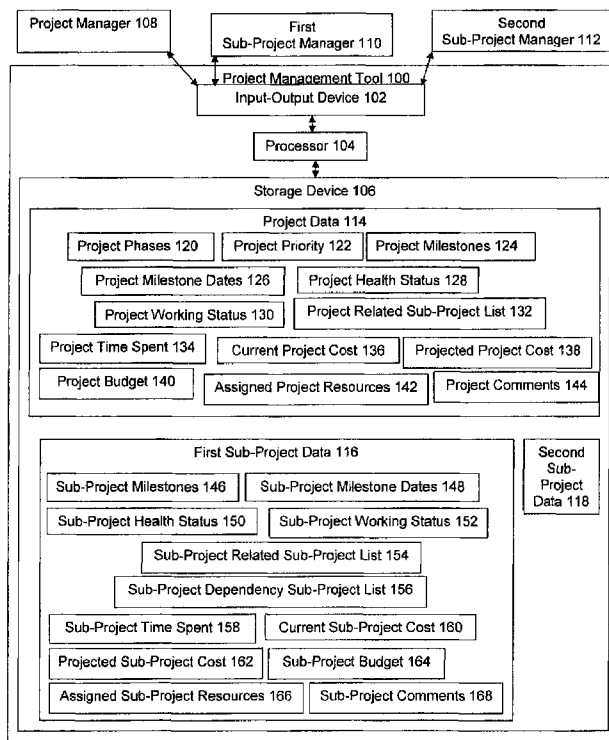 Project Manager 108
First
Sub-Project Manager 110
Second
Sub-Project Manager 112
Project Management Tool 100
Input-Output Device 102
Processor 104
Storage Device 106
Project Data 114
Project Phases 120
Project Priority 122
Project Milestones 124
Project Milestone Dates 126
Project Health Status 128
Project Working Status 130
Project Related Sub-Project List 132
Project Time Spent 134
Current Project Cost 136
Projected Project Cost 138
Project Budget 140
Assigned Project Resources 142
Project Comments 144
First Sub-Project Data 116
Second
Sub-
Project
Data 118
Sub-Project Milestones 146
Sub-Project Milestone Dates 148
Sub-Project Health Status 150
Sub-Project Working Status 152
Sub-Project Related Sub-Project List 154
Sub-Project Dependency Sub-Project List 156
Sub-Project Time Spent 158
Current Sub-Project Cost 160
Projected Sub-Project Cost 162
Sub-Project Budget 164
Assigned Sub-Project Resources 166
Sub-Project Comments 168